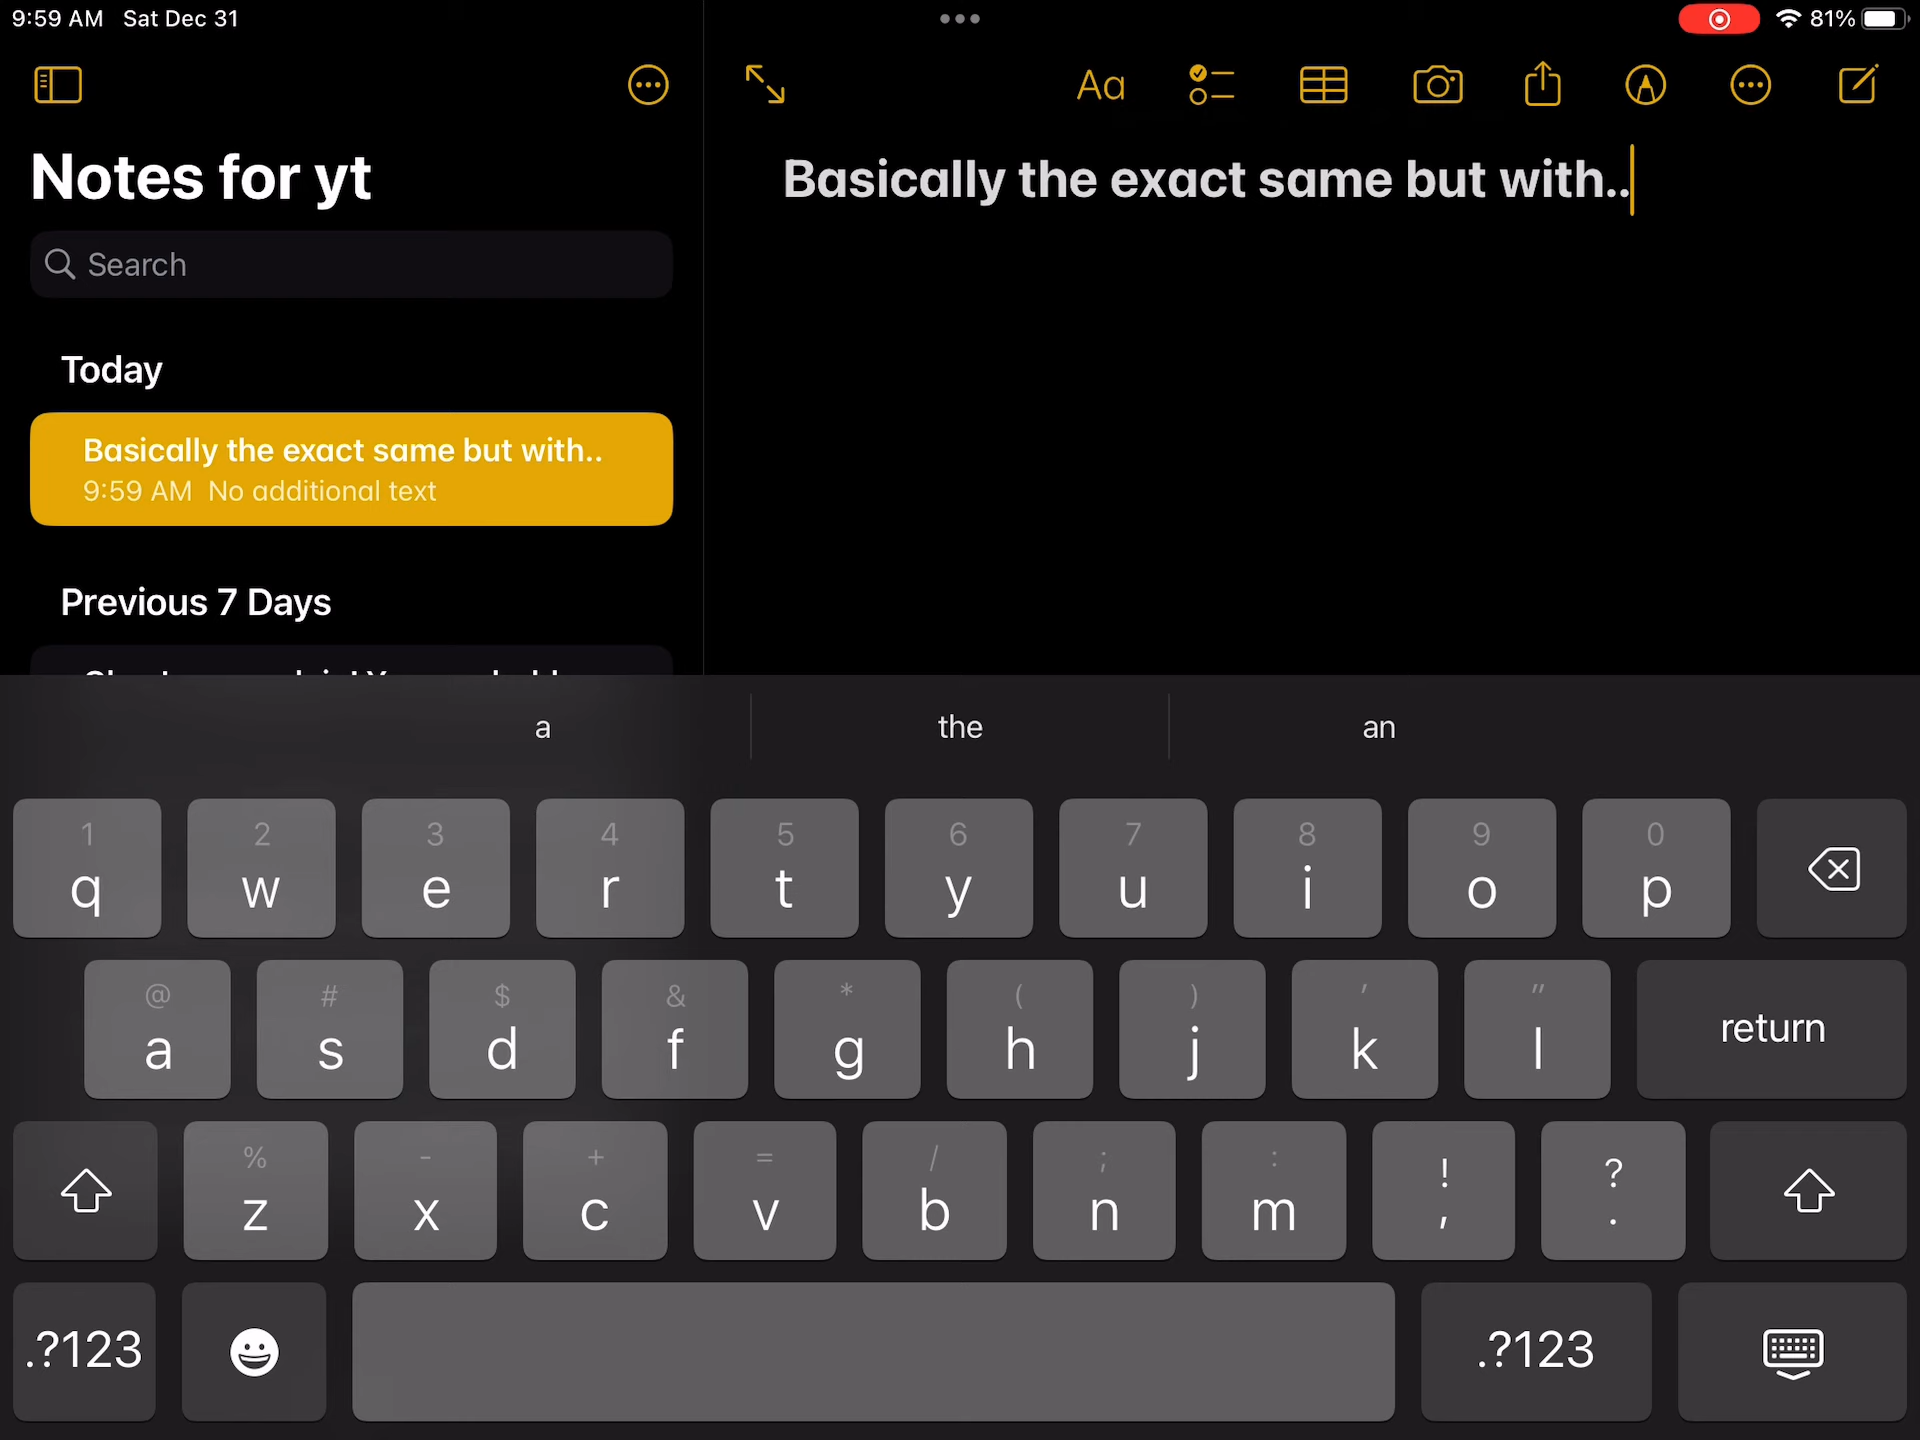 9:59 AM Sat Dec 31
81%
Notes for yt
Search
Today
Basically the exact same but with..
9:59 AM No additional text
Previous 7 Days
Aa
Basically the exact same but with..
a the an
1 2 3 4 5 6 7 8 9 0
q w e r t y u i o p
@ # $ & * ( ) ' "
a s d f g h j k l return
% - + = / ; : ! ?
z x c v b n m , .
.?123 .?123